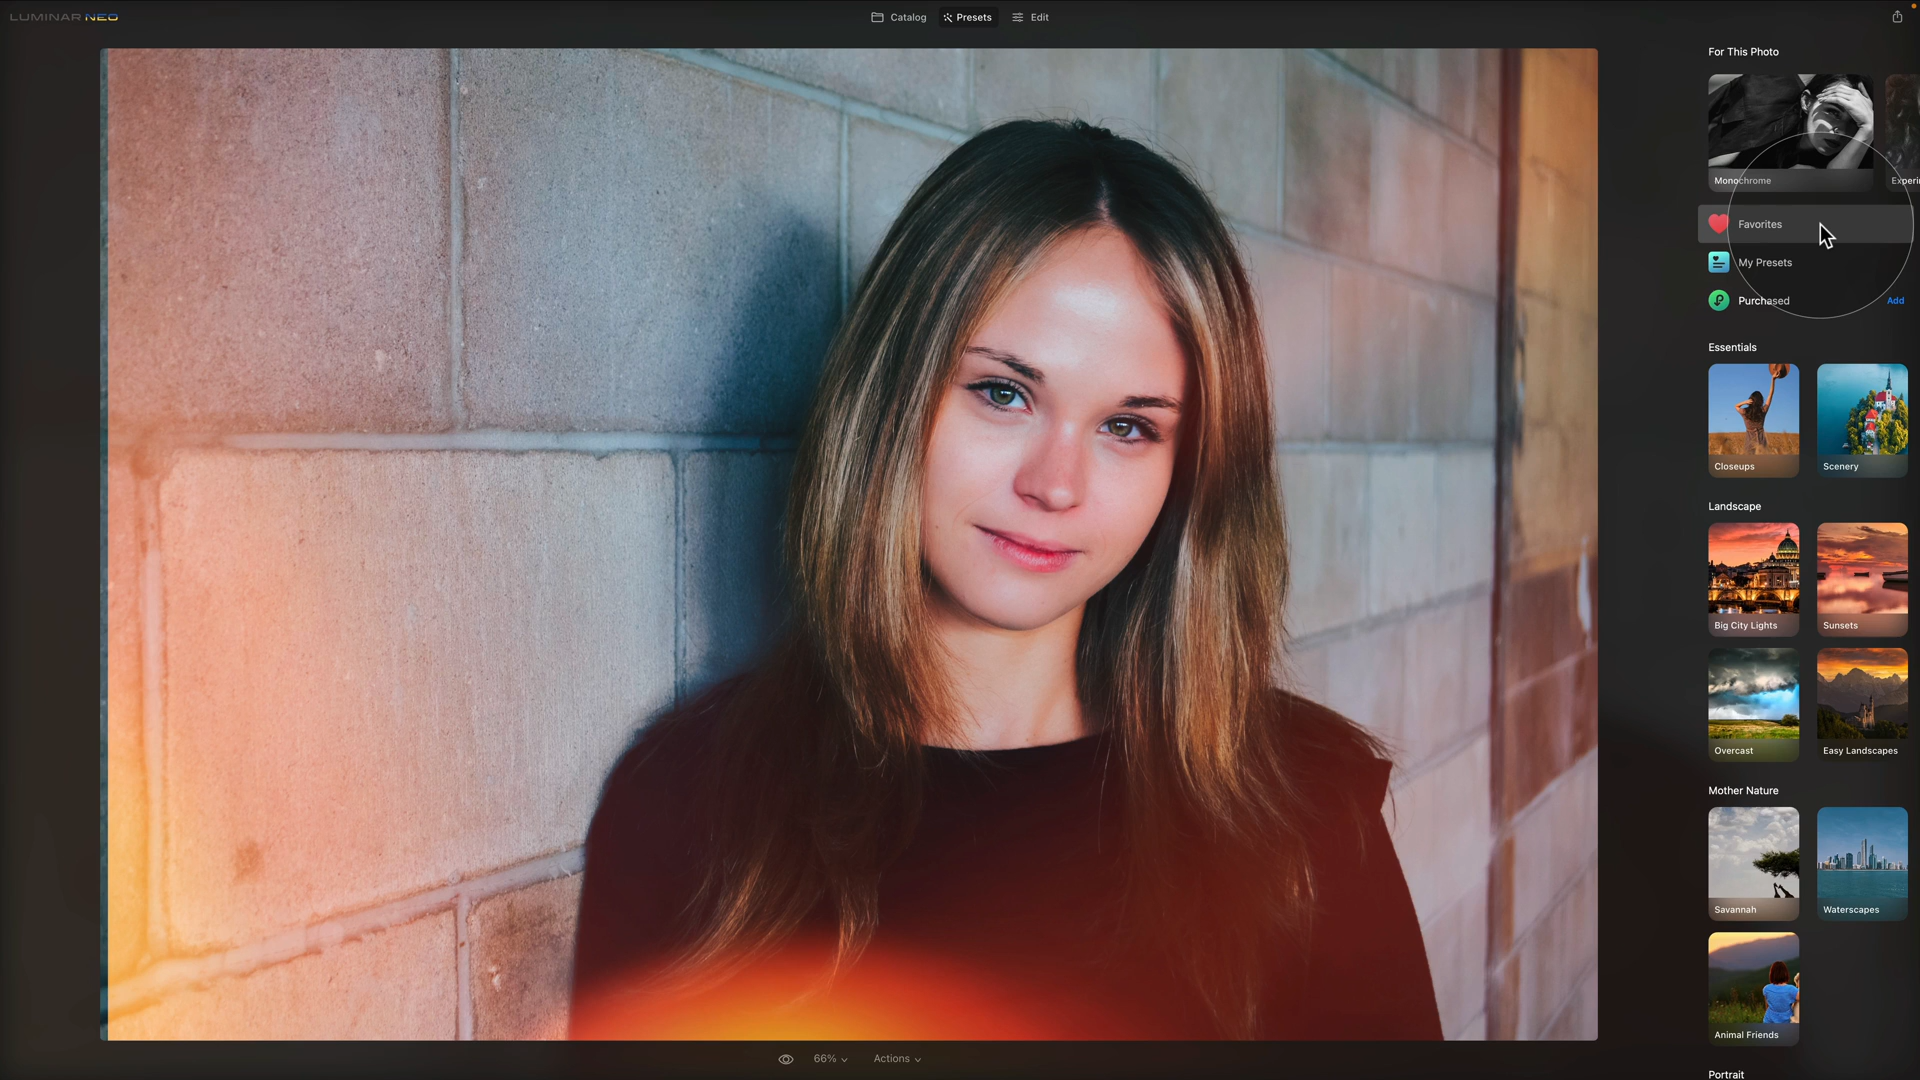 LUMINAR NEO
Catalog
Presets
Edit
For This Photo
Monochrome
Favorites
My Presets
Purchased
Add
Essentials
Closeups
Scenery
Landscape
Big City Lights
Sunsets
Overcast
Easy Landscapes
Mother Nature
Savannah
Waterscapes
Animal Friends
Portrait
66%
Actions